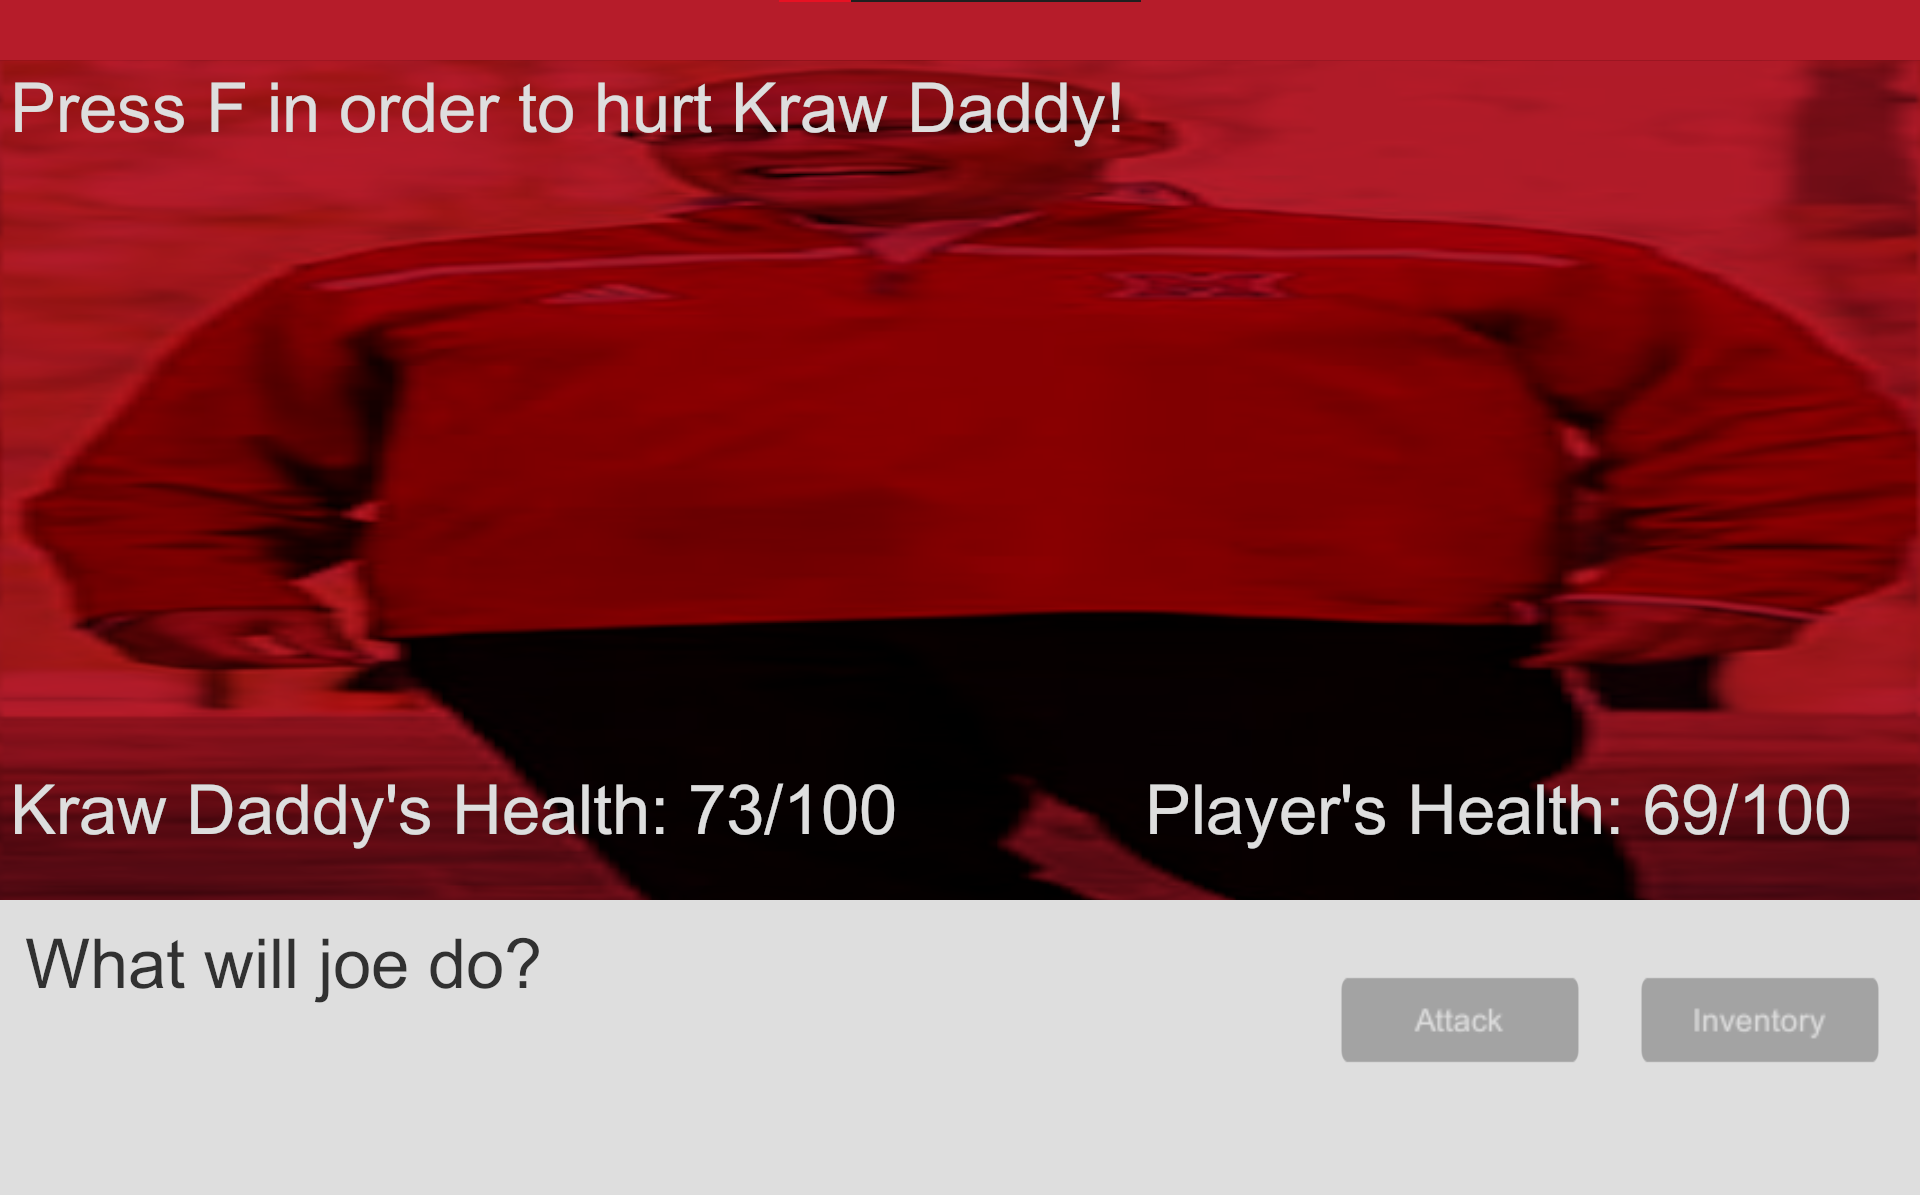 Press F in order to hurt Kraw Daddy!
Kraw Daddy's Health: 73/100
Player's Health: 69/100
What will joe do?
Attack
Inventory